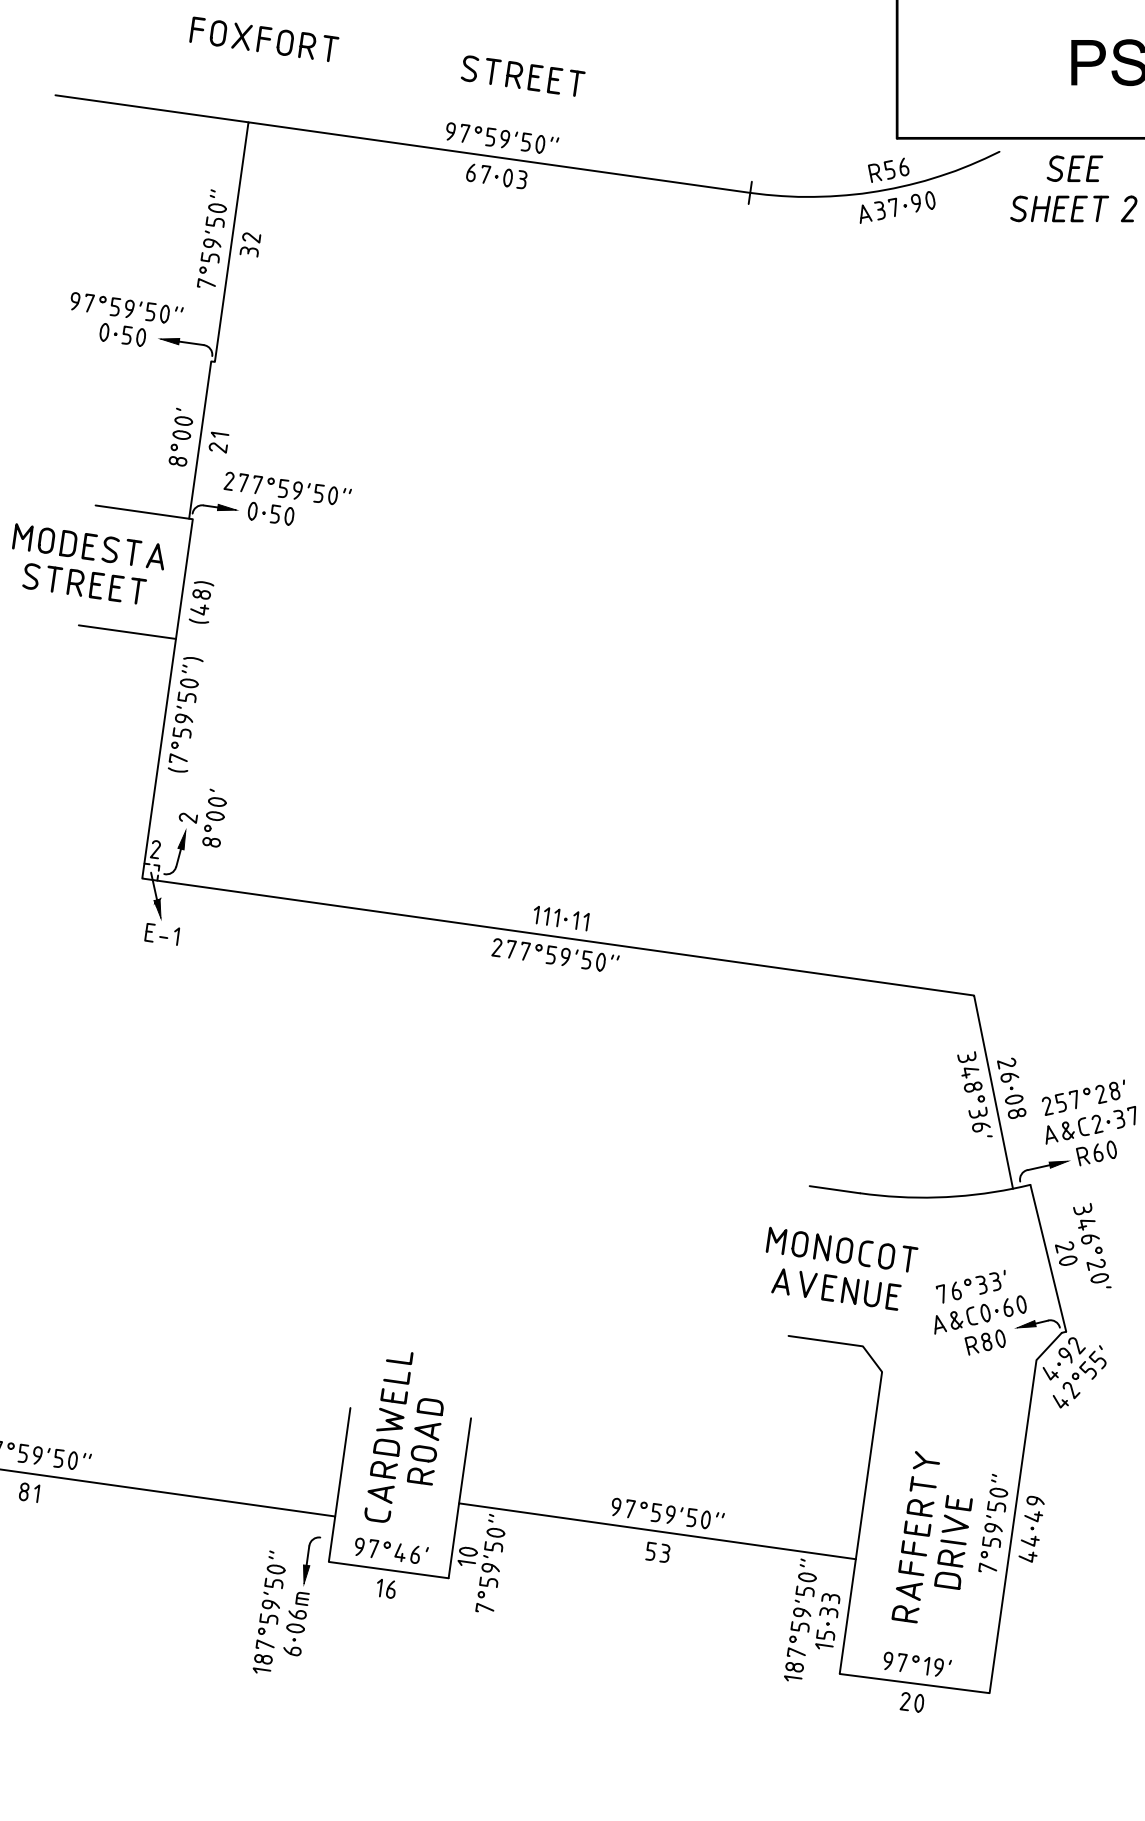 FOXFORT STREET
PS
SEE
SHEET 2
97°59'50"
67·03
R56
A37·90
7°59'50"
32
97°59'50"
0·50
8°00'
21
277°59'50"
0·50
MODESTA
STREET
(48)
(7°59'50")
2
2
8°00'
E-1
111·11
277°59'50"
348°36'
26·08
257°28'
A&C2·37
R60
MONOCOT
AVENUE
346°20'
20
76°33'
A&C0·60
R80
4·92
42°55'
CARDWELL
ROAD
7°59'50"
81
97°46'
16
187°59'50"
6·06m
10
7°59'50"
97°59'50"
53
RAFFERTY
DRIVE
7°59'50"
44·49
187°59'50"
15·33
97°19'
20